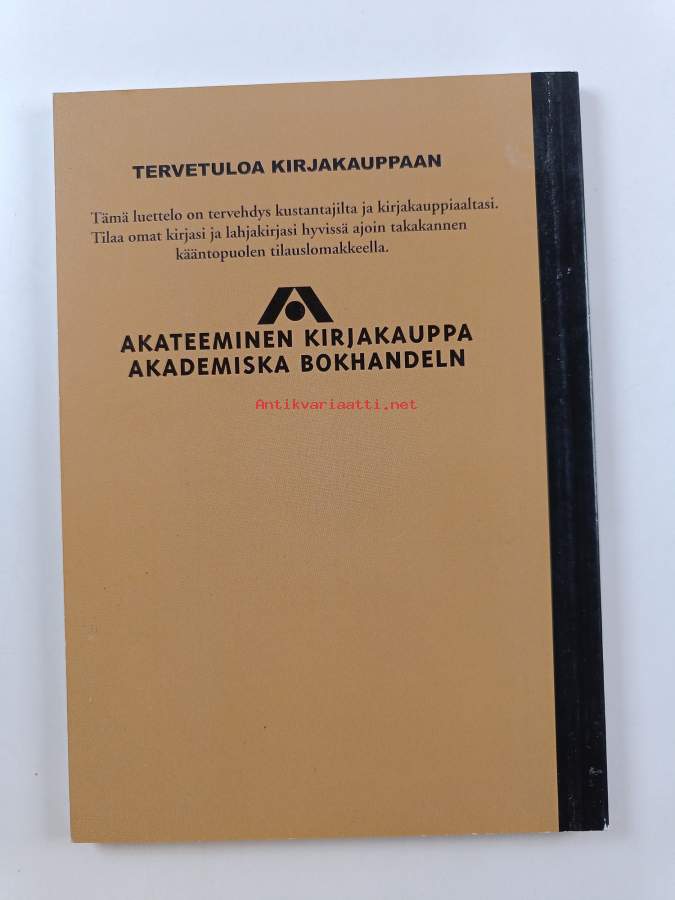 TERVETULOA KIRJAKAUPPAAN
Tämä luettelo on tervehdys kustantajilta ja kirjakauppiaaltasi.
Tilaa omat kirjasi ja lahjakirjasi hyvissä ajoin takakannen
kääntopuolen tilauslomakkeella.
AKATEEMINEN KIRJAKAUPPA
AKADEMISKA BOKHANDELN
Antikvariaatti.net